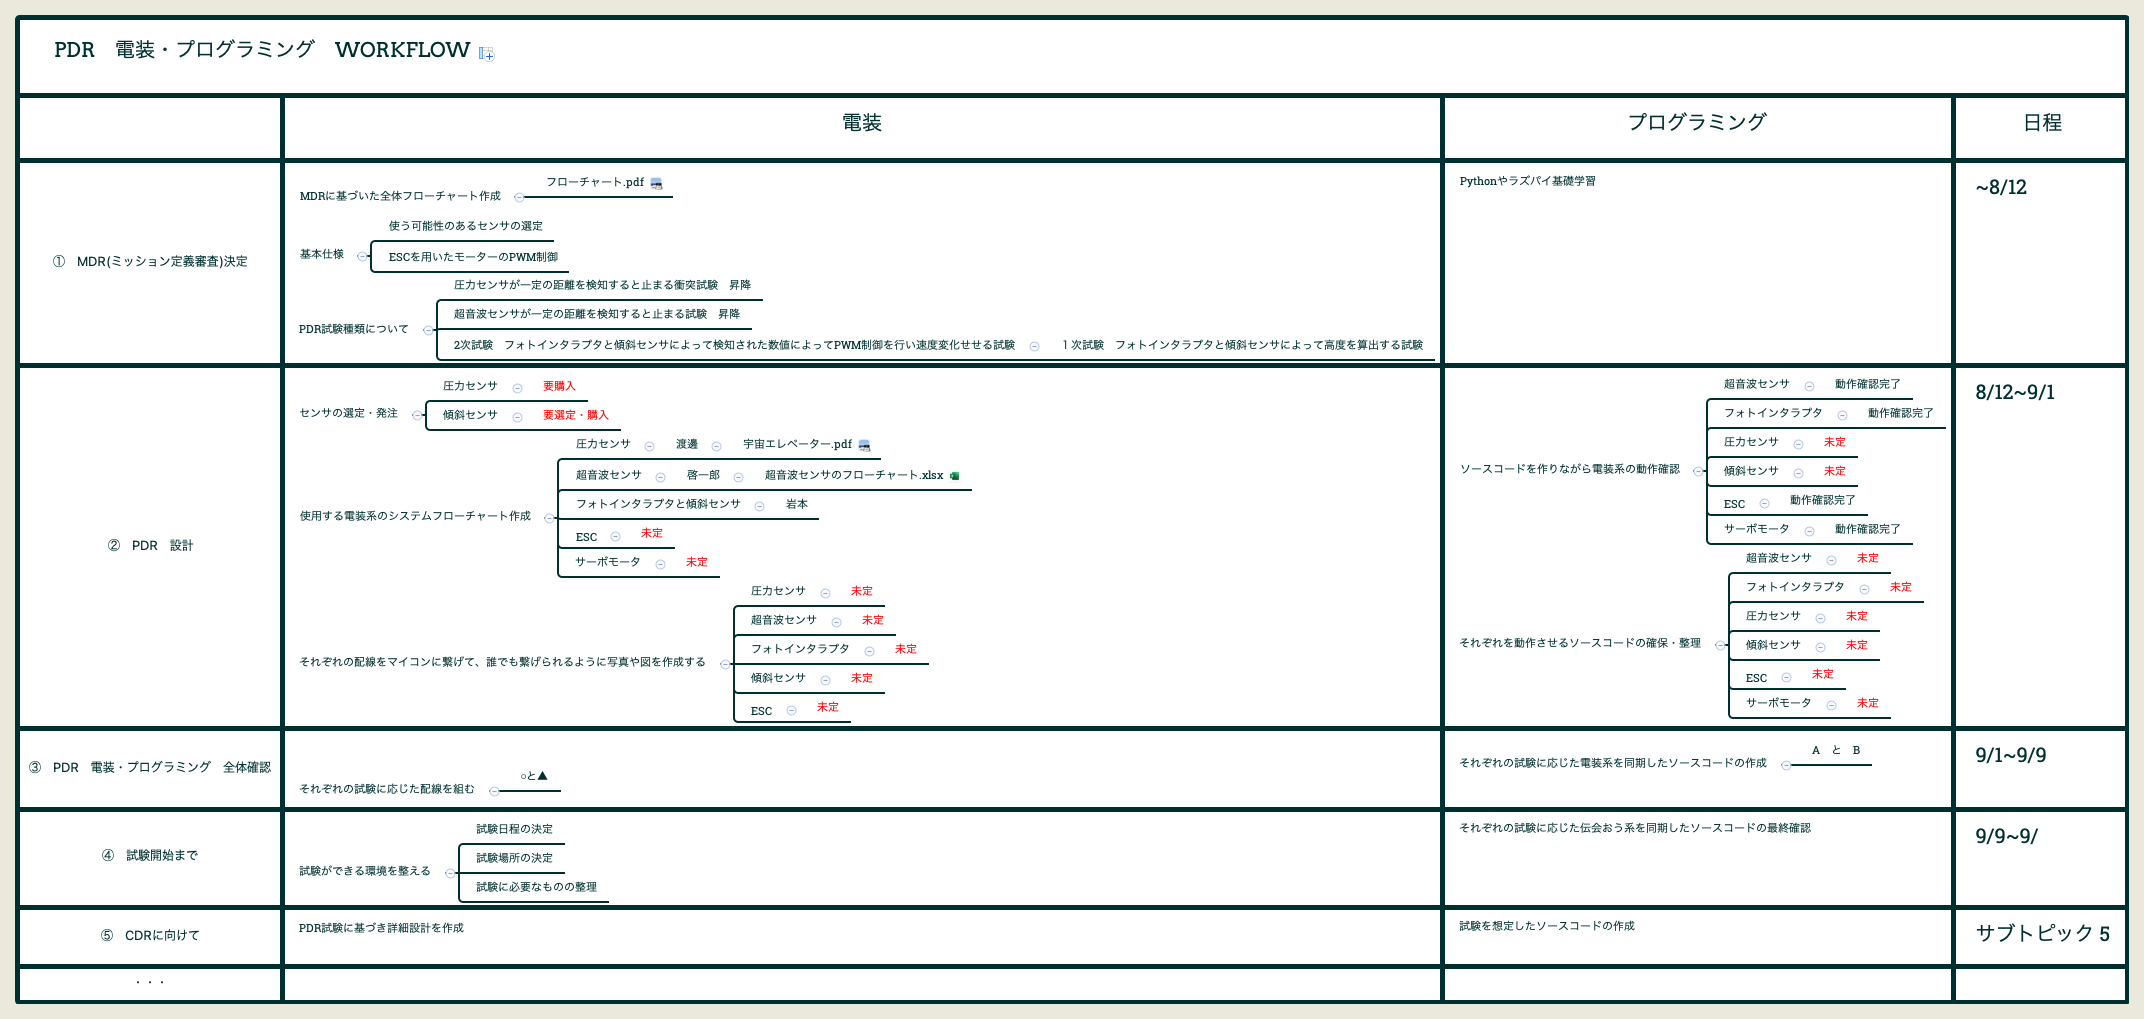 PDR　電装・プログラミング　WORKFLOW
電装
プログラミング
日程
①　MDR(ミッション定義審査)決定
MDRに基づいた全体フローチャート作成
フローチャート.pdf
基本仕様
使う可能性のあるセンサの選定
ESCを用いたモーターのPWM制御
PDR試験種類について
圧力センサが一定の距離を検知すると止まる衝突試験　昇降
超音波センサが一定の距離を検知すると止まる試験　昇降
2次試験　フォトインタラプタと傾斜センサによって検知された数値によってPWM制御を行い速度変化せせる試験
１次試験　フォトインタラプタと傾斜センサによって高度を算出する試験
Pythonやラズパイ基礎学習
~8/12
②　PDR　設計
センサの選定・発注
圧力センサ　要購入
傾斜センサ　要選定・購入
使用する電装系のシステムフローチャート作成
圧力センサ　渡邊　宇宙エレベーター.pdf
超音波センサ　啓一郎　超音波センサのフローチャート.xlsx
フォトインタラプタと傾斜センサ　岩本
ESC　未定
サーボモータ　未定
それぞれの配線をマイコンに繋げて、誰でも繋げられるように写真や図を作成する
圧力センサ　未定
超音波センサ　未定
フォトインタラプタ　未定
傾斜センサ　未定
ESC　未定
ソースコードを作りながら電装系の動作確認
超音波センサ　動作確認完了
フォトインタラプタ　動作確認完了
圧力センサ　未定
傾斜センサ　未定
ESC　動作確認完了
サーボモータ　動作確認完了
それぞれを動作させるソースコードの確保・整理
超音波センサ　未定
フォトインタラプタ　未定
圧力センサ　未定
傾斜センサ　未定
ESC　未定
サーボモータ　未定
8/12~9/1
③　PDR　電装・プログラミング　全体確認
それぞれの試験に応じた配線を組む
○と▲
それぞれの試験に応じた電装系を同期したソースコードの作成
A　と　B
9/1~9/9
④　試験開始まで
試験ができる環境を整える
試験日程の決定
試験場所の決定
試験に必要なものの整理
それぞれの試験に応じた伝会おう系を同期したソースコードの最終確認
9/9~9/
⑤　CDRに向けて
PDR試験に基づき詳細設計を作成
試験を想定したソースコードの作成
サブトピック 5
・・・